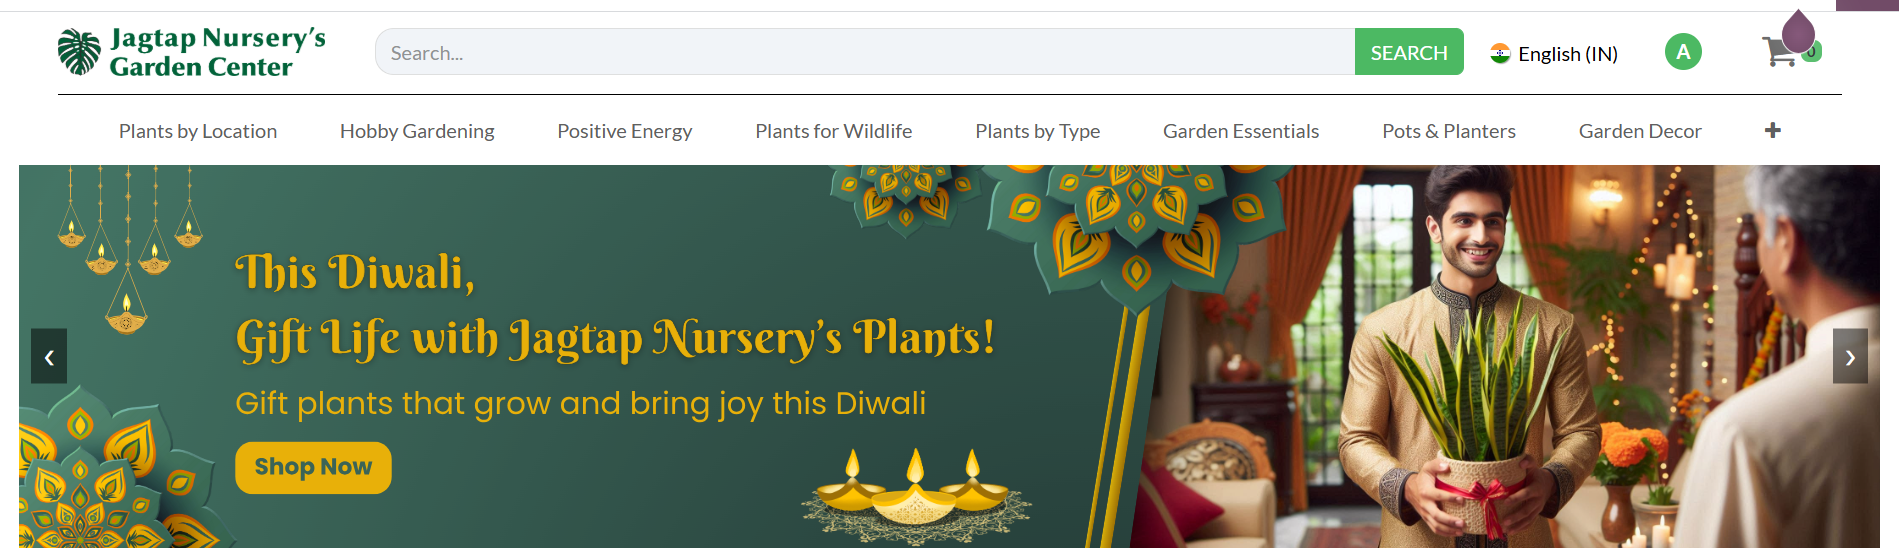 Jagtap Nursery's
Garden Center
Search...
SEARCH
English (IN)
A
0
Plants by Location
Hobby Gardening
Positive Energy
Plants for Wildlife
Plants by Type
Garden Essentials
Pots & Planters
Garden Decor
This Diwali,
Gift Life with Jagtap Nursery's Plants!
Gift plants that grow and bring joy this Diwali
Shop Now